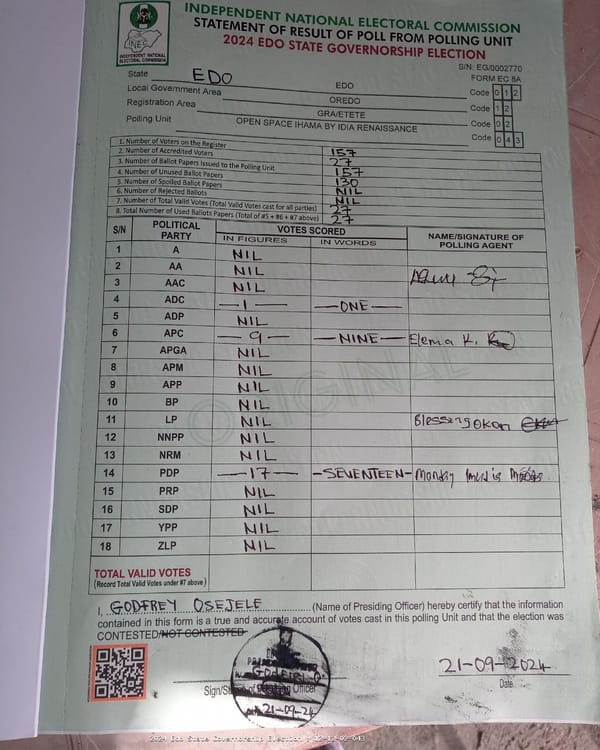 INDEPENDENT NATIONAL ELECTORAL COMMISSION
STATEMENT OF RESULT OF POLL FROM POLLING UNIT
2024 EDO STATE GOVERNORSHIP ELECTION
INEC
INDEPENDENT NATIONAL ELECTORAL COMMISSION
S/N: EG/0002770
FORM EC 8A
State EDO EDO Code 0 1 2
Local Government Area OREDO Code 1 2
Registration Area GRA/ETETE Code 0 2
Polling Unit OPEN SPACE IHAMA BY IDIA RENAISSANCE Code 0 4 3
1. Number of Voters on the Register 157
2. Number of Accredited Voters 27
3. Number of Ballot Papers Issued to the Polling Unit 157
4. Number of Unused Ballot Papers 130
5. Number of Spoiled Ballot Papers NIL
6. Number of Rejected Ballots NIL
7. Number of Total Valid Votes (Total Valid Votes cast for all parties) 27
8. Total Number of Used Ballots Papers (Total of #5 + #6 + #7 above) 27
S/N POLITICAL PARTY VOTES SCORED NAME/SIGNATURE OF POLLING AGENT
IN FIGURES IN WORDS
1 A NIL
2 AA NIL
3 AAC NIL
4 ADC —1— —ONE—
5 ADP NIL
6 APC —9— —NINE— Elema K.
7 APGA NIL
8 APM NIL
9 APP NIL
10 BP NIL
11 LP NIL Blessing Okon
12 NNPP NIL
13 NRM NIL
14 PDP —17— —SEVENTEEN— Monday
15 PRP NIL
16 SDP NIL
17 YPP NIL
18 ZLP NIL
ORIGINAL
TOTAL VALID VOTES
(Record Total Valid Votes under #7 above)
I, GODFREY OSEJELE (Name of Presiding Officer) hereby certify that the information
contained in this form is a true and accurate account of votes cast in this polling Unit and that the election was
CONTESTED/NOT CONTESTED
21-09-2024
Sign/Stamp of Presiding Officer Date
21-09-24